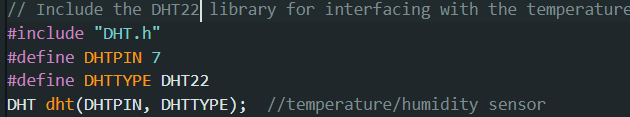 // Include the DHT22 library for interfacing with the temperature
#include "DHT.h"
#define DHTPIN 7
#define DHTTYPE DHT22
DHT dht(DHTPIN, DHTTYPE);  //temperature/humidity sensor